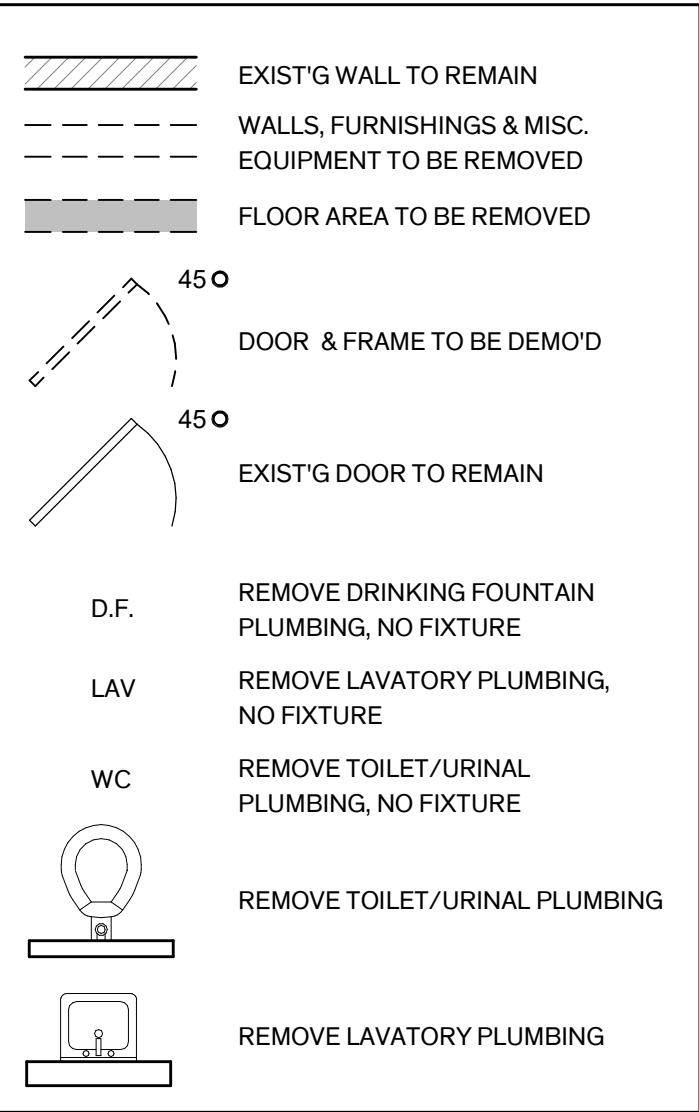 EXIST'G WALL TO REMAIN
WALLS, FURNISHINGS & MISC.
EQUIPMENT TO BE REMOVED
FLOOR AREA TO BE REMOVED
45°
DOOR & FRAME TO BE DEMO'D
45°
EXIST'G DOOR TO REMAIN
D.F.
REMOVE DRINKING FOUNTAIN
PLUMBING, NO FIXTURE
LAV
REMOVE LAVATORY PLUMBING,
NO FIXTURE
WC
REMOVE TOILET/URINAL
PLUMBING, NO FIXTURE
REMOVE TOILET/URINAL PLUMBING
REMOVE LAVATORY PLUMBING